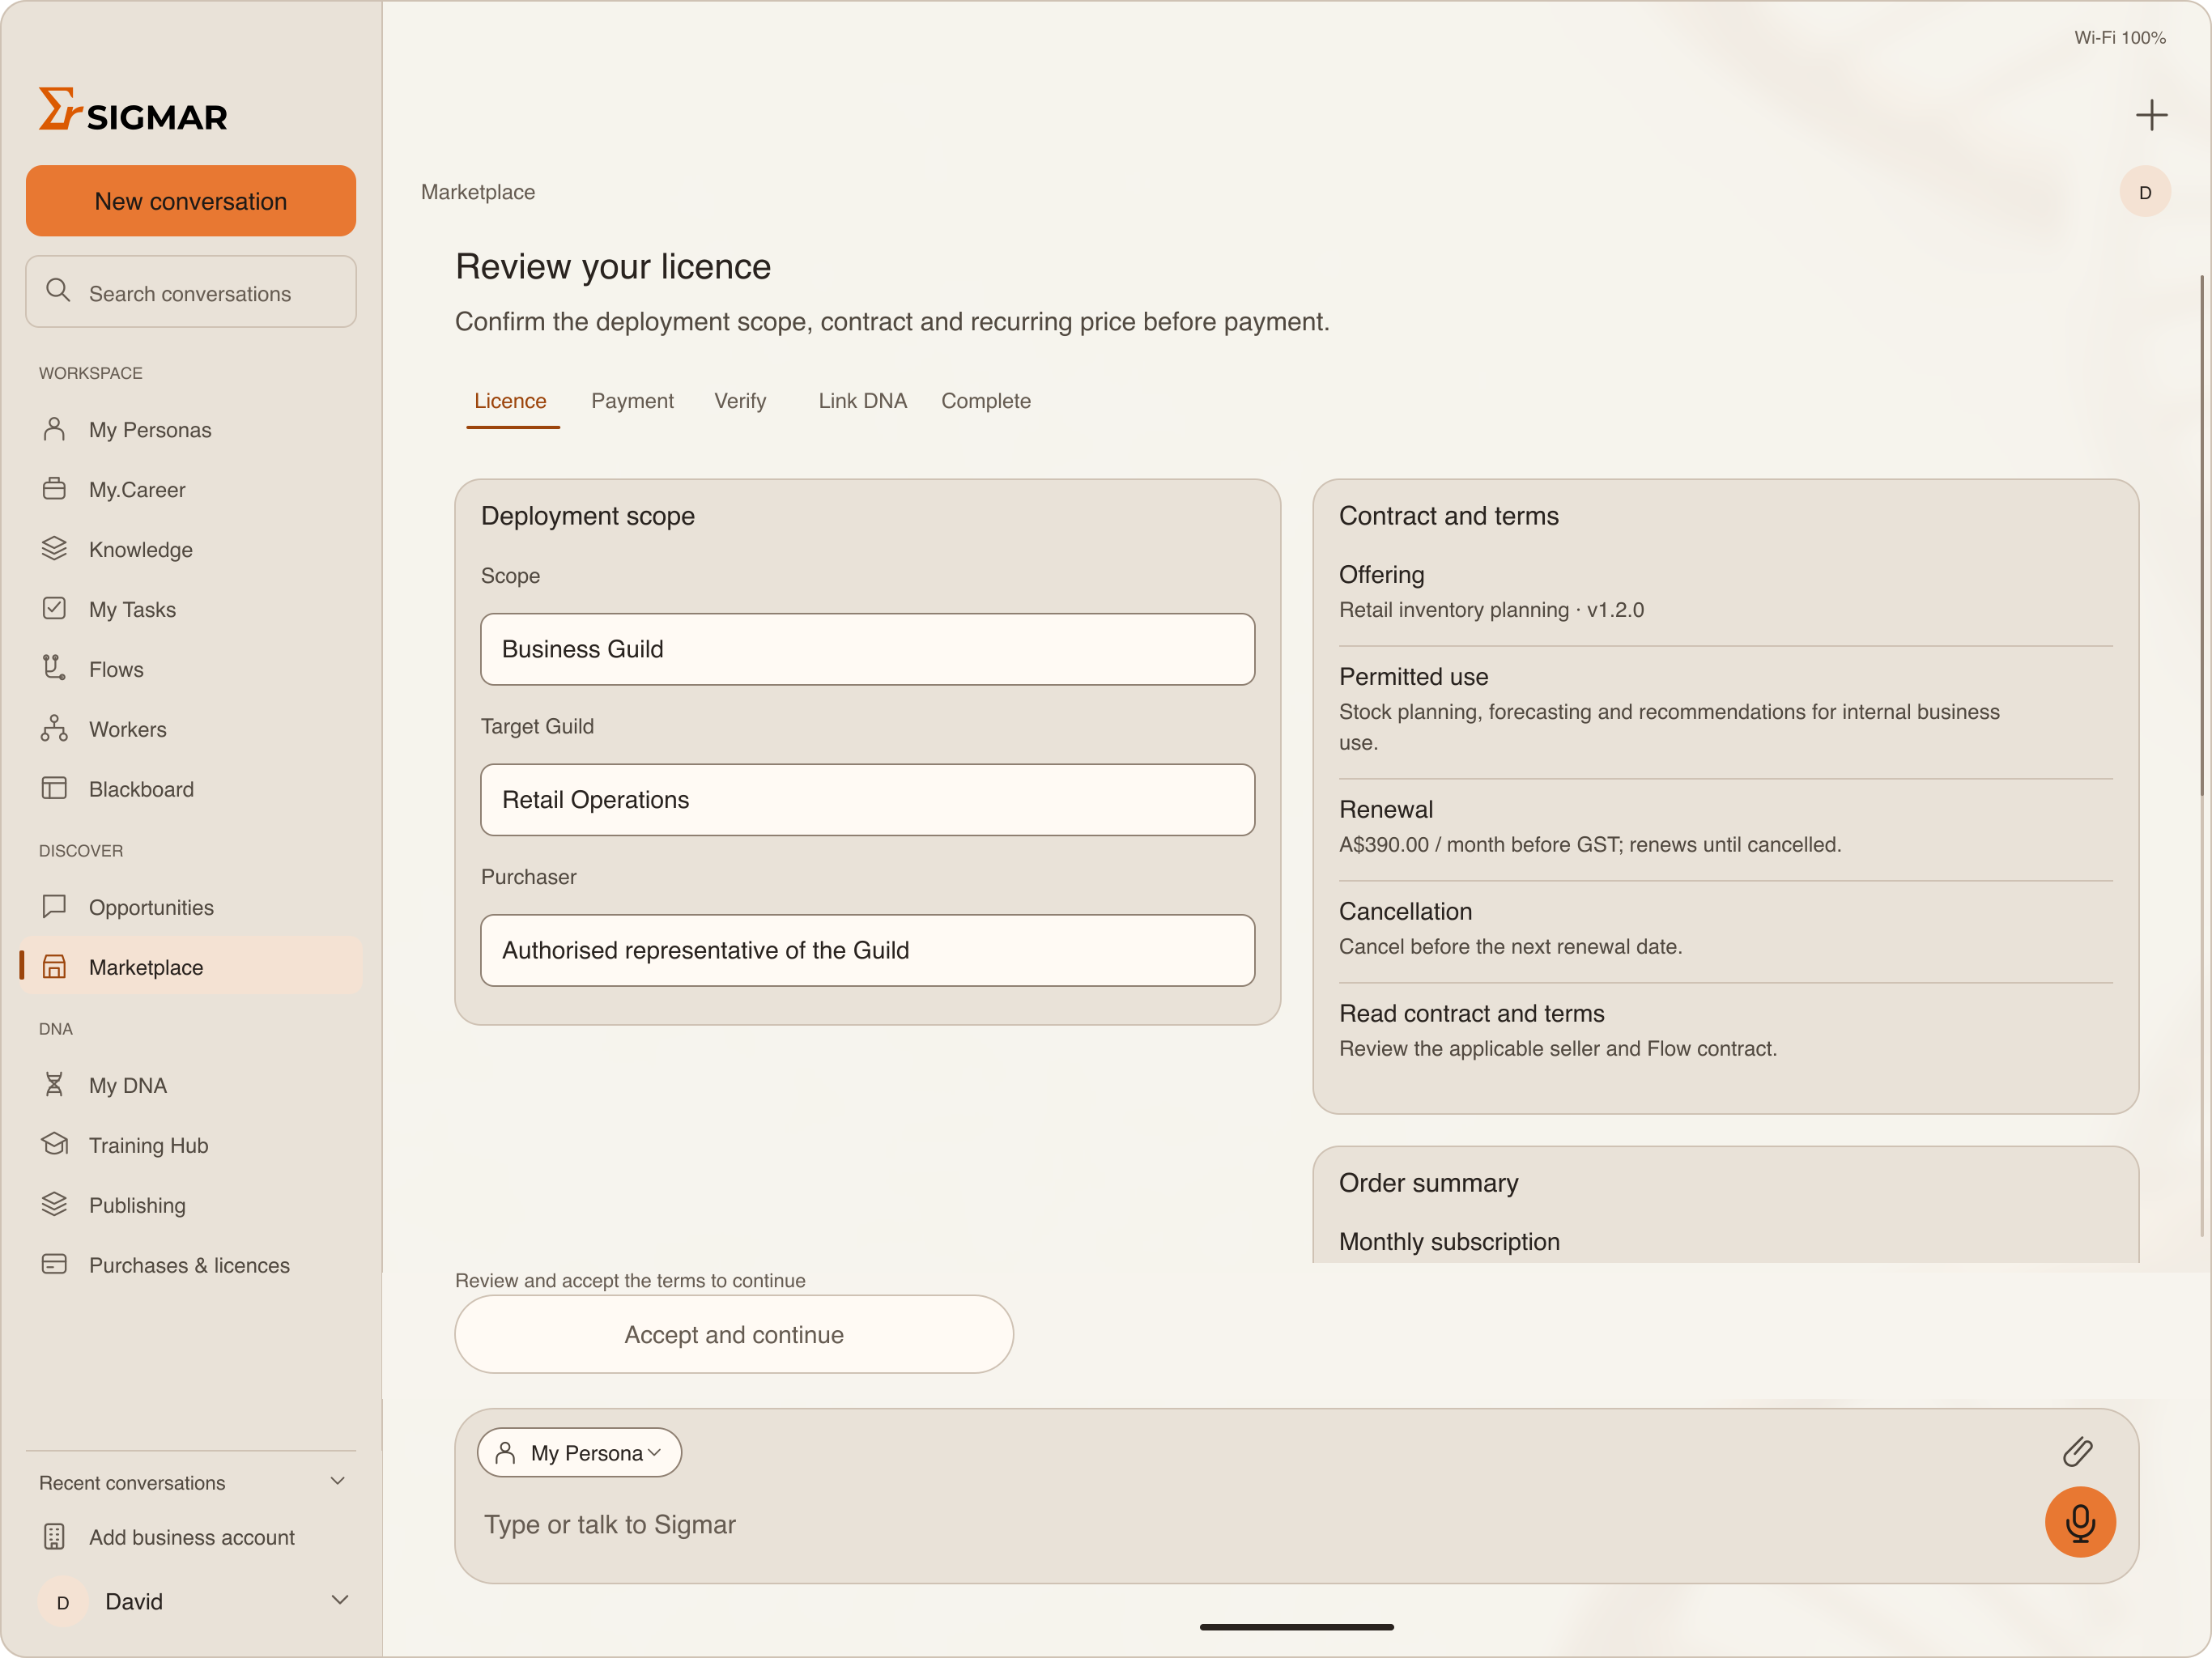 Wi-Fi 100%
SIGMAR
New conversation
Search conversations
WORKSPACE
My Personas
My.Career
Knowledge
My Tasks
Flows
Workers
Blackboard
DISCOVER
Opportunities
Marketplace
DNA
My DNA
Training Hub
Publishing
Purchases & licences
Recent conversations
Add business account
D
David
Marketplace
D
Review your licence
Confirm the deployment scope, contract and recurring price before payment.
Licence
Payment
Verify
Link DNA
Complete
Deployment scope
Scope
Business Guild
Target Guild
Retail Operations
Purchaser
Authorised representative of the Guild
Contract and terms
Offering
Retail inventory planning · v1.2.0
Permitted use
Stock planning, forecasting and recommendations for internal business
use.
Renewal
A$390.00 / month before GST; renews until cancelled.
Cancellation
Cancel before the next renewal date.
Read contract and terms
Review the applicable seller and Flow contract.
Order summary
Monthly subscription
Review and accept the terms to continue
Accept and continue
My Persona
Type or talk to Sigmar